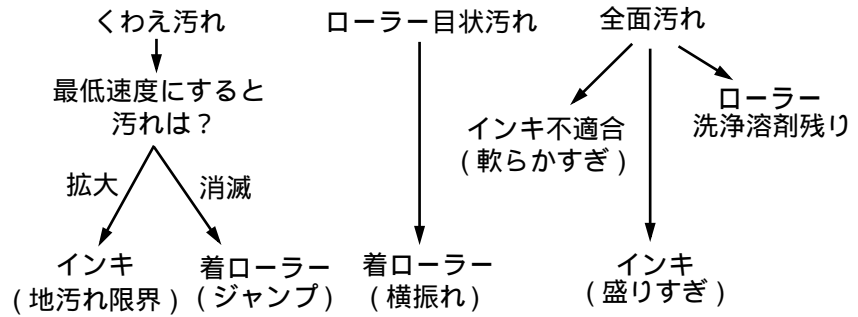 くわえ汚れ
ローラー目状汚れ
全面汚れ
最低速度にすると
汚れは？
ローラー
洗浄溶剤残り
インキ不適合
(軟らかすぎ)
拡大
消滅
インキ
(地汚れ限界)
着ローラー
(ジャンプ)
着ローラー
(横振れ)
インキ
(盛りすぎ)